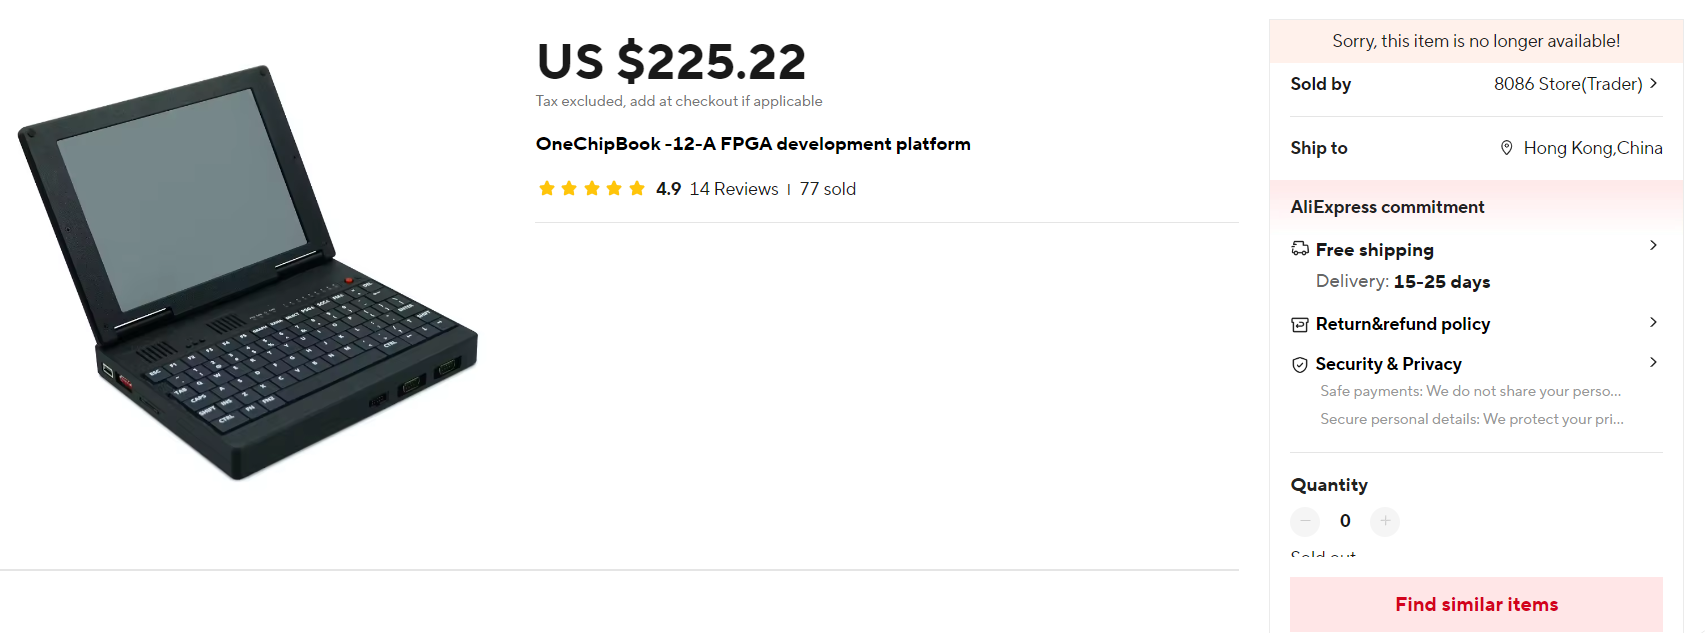 US $225.22
Tax excluded, add at checkout if applicable
OneChipBook -12-A FPGA development platform
4.9 14 Reviews | 77 sold
Sorry, this item is no longer available!
Sold by 8086 Store(Trader)
Ship to Hong Kong,China
AliExpress commitment
Free shipping
Delivery: 15-25 days
Return&refund policy
Security & Privacy
Safe payments: We do not share your perso...
Secure personal details: We protect your pri...
Quantity
0
Sold out
Find similar items